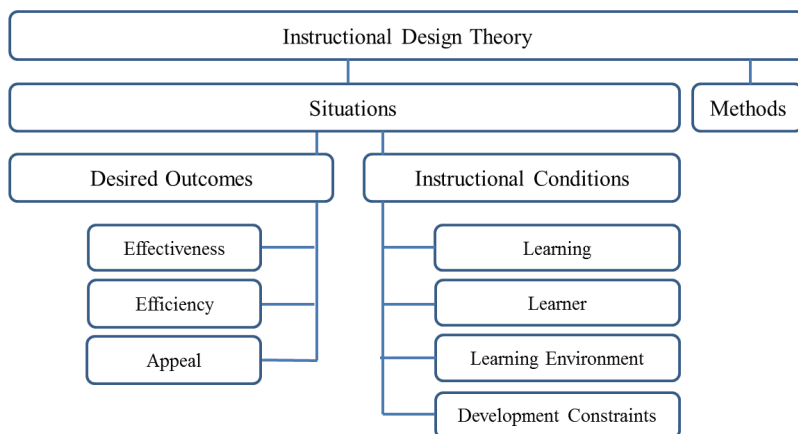 Instructional Design Theory
Situations
Methods
Desired Outcomes
Instructional Conditions
Effectiveness
Learning
Efficiency
Learner
Appeal
Learning Environment
Development Constraints